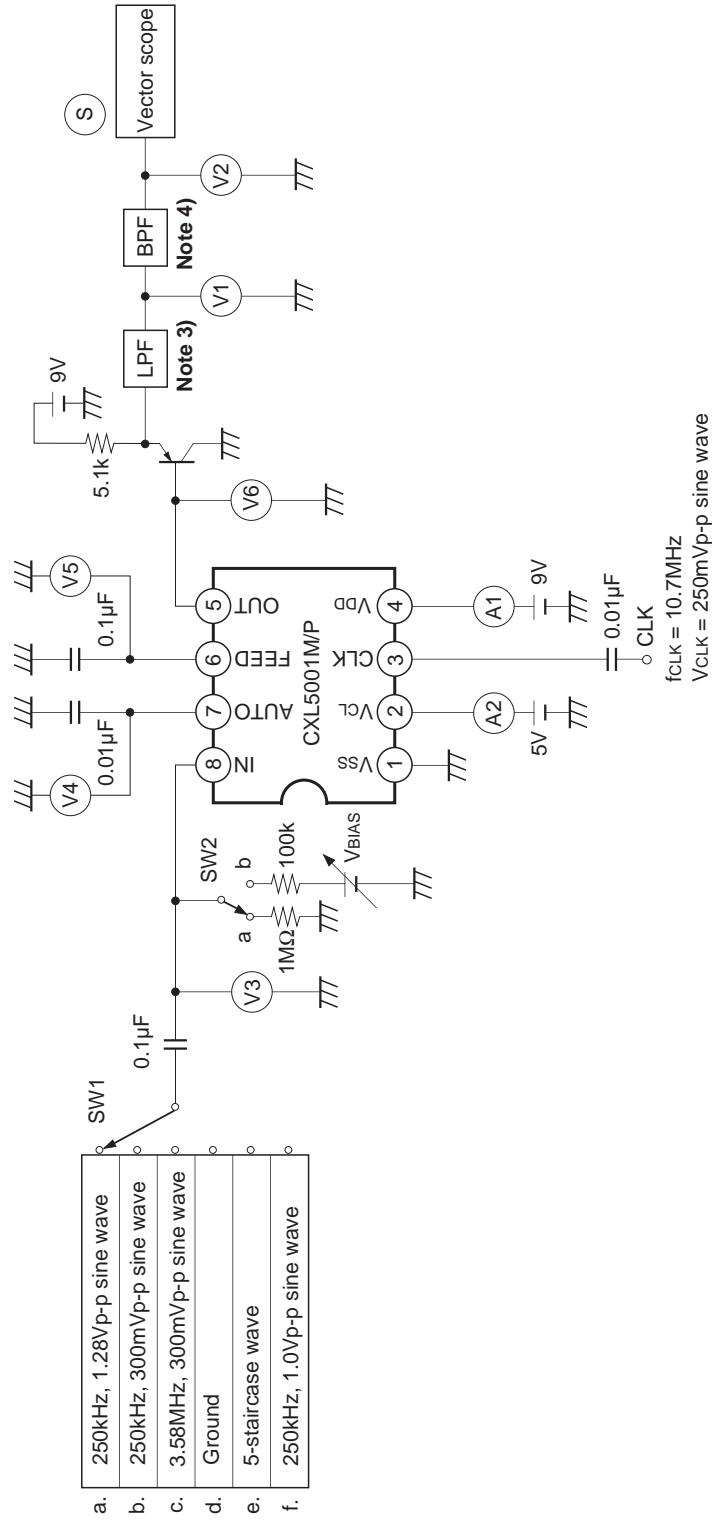 a. 250kHz, 1.28Vp-p sine wave
b. 250kHz, 300mVp-p sine wave
c. 3.58MHz, 300mVp-p sine wave
d. Ground
e. 5-staircase wave
f. 250kHz, 1.0Vp-p sine wave
SW1
0.1µF
V3
SW2
a
b
1MΩ
100k
VBIAS
V4
0.01µF
V5
0.1µF
8
7
6
5
IN
AUTO
FEED
OUT
CXL5001M/P
VSS
VCL
CLK
VDD
1
2
3
4
A2
5V
A1
9V
0.01µF
CLK
fCLK = 10.7MHz
VCLK = 250mVp-p sine wave
V6
5.1k
9V
LPF
Note 3)
V1
BPF
Note 4)
V2
S
Vector scope